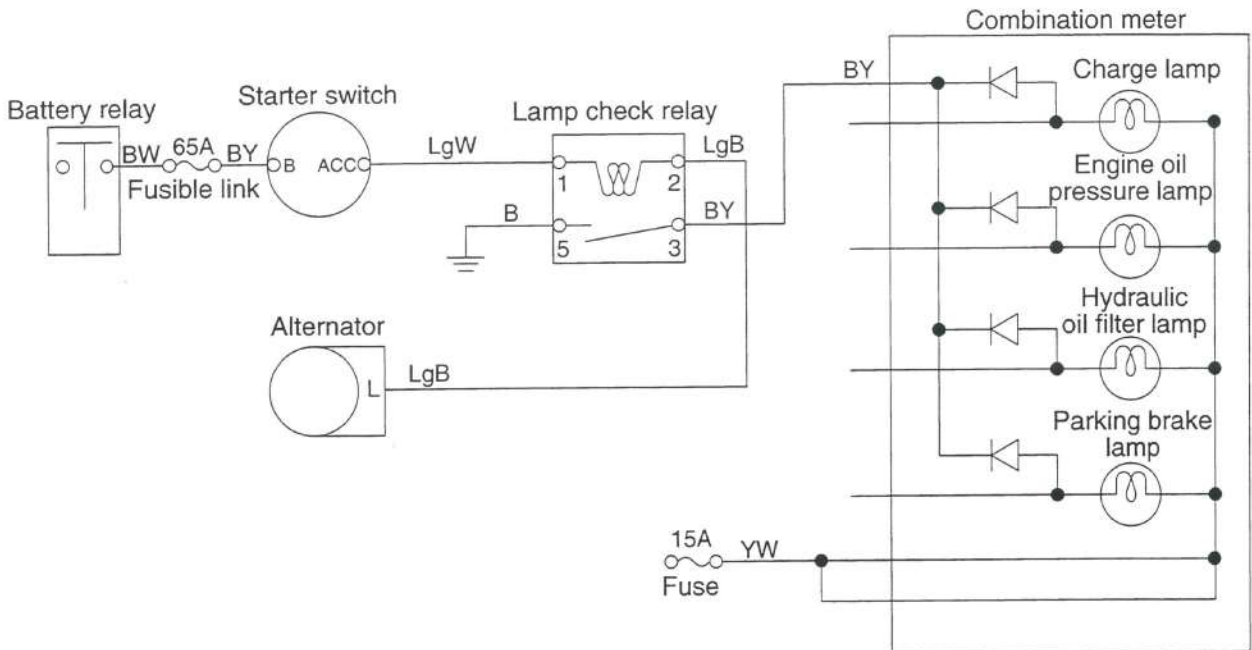 Combination meter
BY
Charge lamp
Battery relay
Starter switch
Lamp check relay
BW
65A
BY
B
ACC
LgW
LgB
1
2
Fusible link
B
BY
5
3
Engine oil
pressure lamp
Hydraulic
oil filter lamp
Alternator
L
LgB
Parking brake
lamp
15A
YW
Fuse